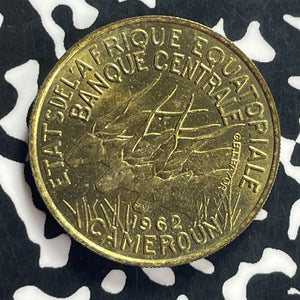 ETATS DE L'AFRIQUE EQUATORIALE
BANQUE CENTRALE
1962
CAMEROUN